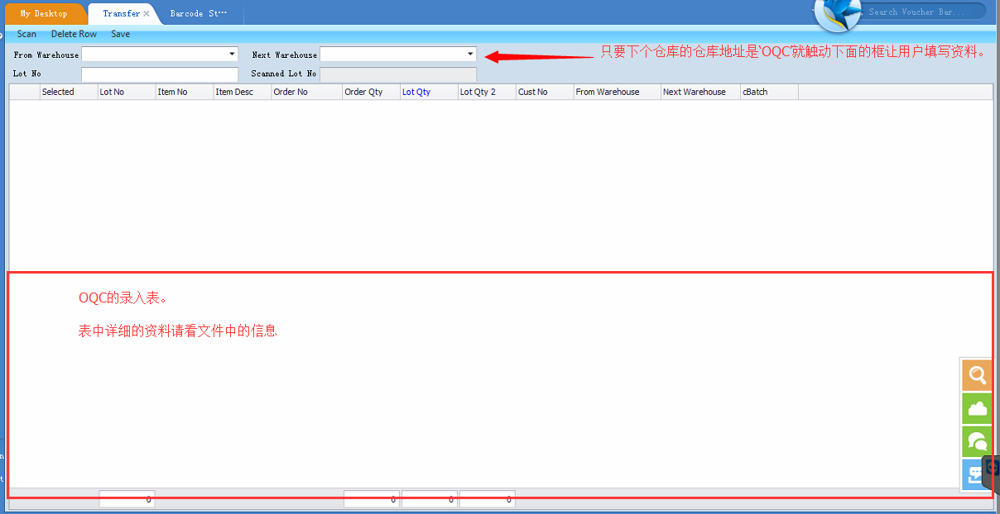 My Desktop Transfer Barcode St… Search Voucher Bar...
Scan Delete Row Save
From Warehouse Next Warehouse 只要下个仓库的仓库地址是‘OQC’就触动下面的框让用户填写资料。
Lot No Scanned Lot No
Selected Lot No Item No Item Desc Order No Order Qty Lot Qty Lot Qty 2 Cust No From Warehouse Next Warehouse cBatch
OQC的录入表。
表中详细的资料请看文件中的信息
n
t
0 0 0 0